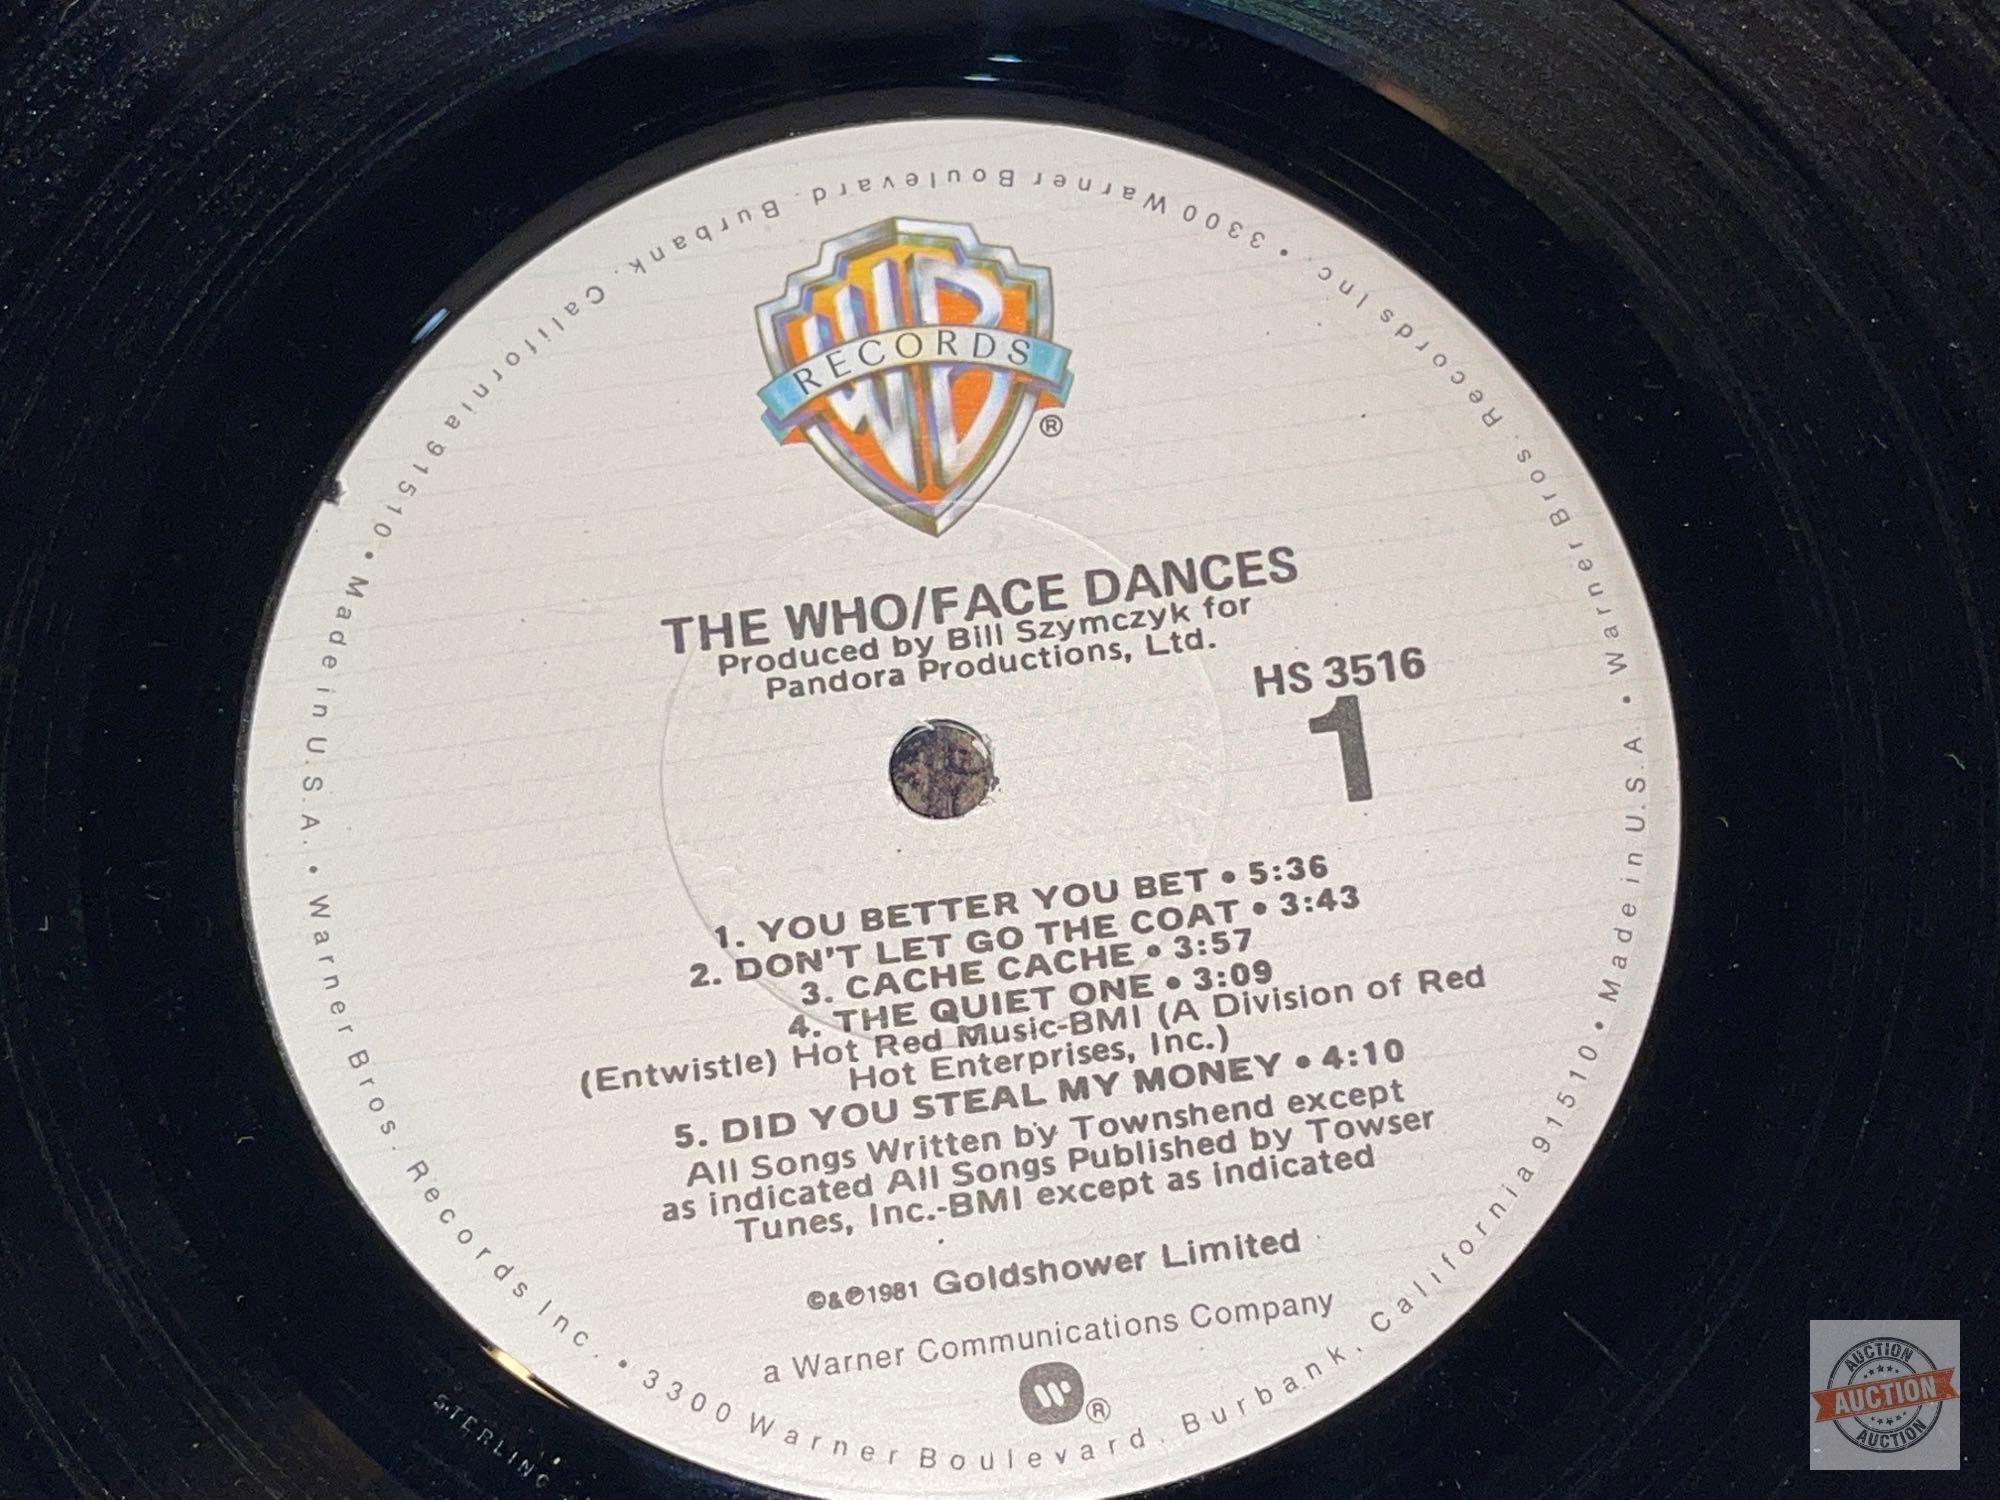 WB
RECORDS
®
THE WHO/FACE DANCES
Produced by Bill Szymczyk for
Pandora Productions, Ltd.
HS 3516
1
1. YOU BETTER YOU BET • 5:36
2. DON'T LET GO THE COAT • 3:43
3. CACHE CACHE • 3:57
4. THE QUIET ONE • 3:09
(Entwistle) Hot Red Music-BMI (A Division of Red
Hot Enterprises, Inc.)
5. DID YOU STEAL MY MONEY • 4:10
All Songs Written by Townshend except
as indicated All Songs Published by Towser
Tunes, Inc.-BMI except as indicated
©&℗1981 Goldshower Limited
a Warner Communications Company
®
Made in U.S.A. • Warner Bros. Records Inc. • 3300 Warner Boulevard, Burbank, California 91510 • Made in U.S.A. • Warner Bros. Records Inc. • 3300 Warner Boulevard, Burbank, California 91510 •
STERLING
AUCTION
AUCTION
AUCTION